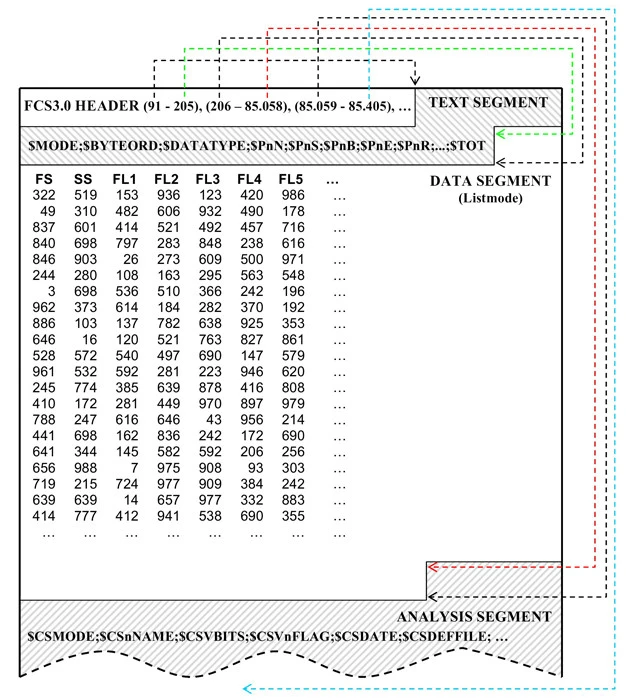 FCS3.0 HEADER (91 - 205), (206 – 85.058), (85.059 - 85.405), …
TEXT SEGMENT
$MODE;$BYTEORD;$DATATYPE;$PnN;$PnS;$PnB;$PnE;$PnR;...;$TOT
DATA SEGMENT
(Listmode)
FS SS FL1 FL2 FL3 FL4 FL5 …
322 519 153 936 123 420 986 …
49 310 482 606 932 490 178 …
837 601 414 521 492 457 716 …
840 698 797 283 848 238 616 …
846 903 26 273 609 500 971 …
244 280 108 163 295 563 548 …
3 698 536 510 366 242 196 …
962 373 614 184 282 370 192 …
886 103 137 782 638 925 353 …
646 16 120 521 763 827 861 …
528 572 540 497 690 147 579 …
961 532 592 281 223 946 620 …
245 774 385 639 878 416 808 …
410 172 281 449 970 897 979 …
788 247 616 646 43 956 214 …
441 698 162 836 242 172 690 …
641 344 145 582 592 206 256 …
656 988 7 975 908 93 303 …
719 215 724 977 909 384 242 …
639 639 14 657 977 332 883 …
414 777 412 941 538 690 355 …
… … … … … … … …
ANALYSIS SEGMENT
$CSMODE;$CSnNAME;$CSVBITS;$CSVnFLAG;$CSDATE;$CSDEFFILE; …